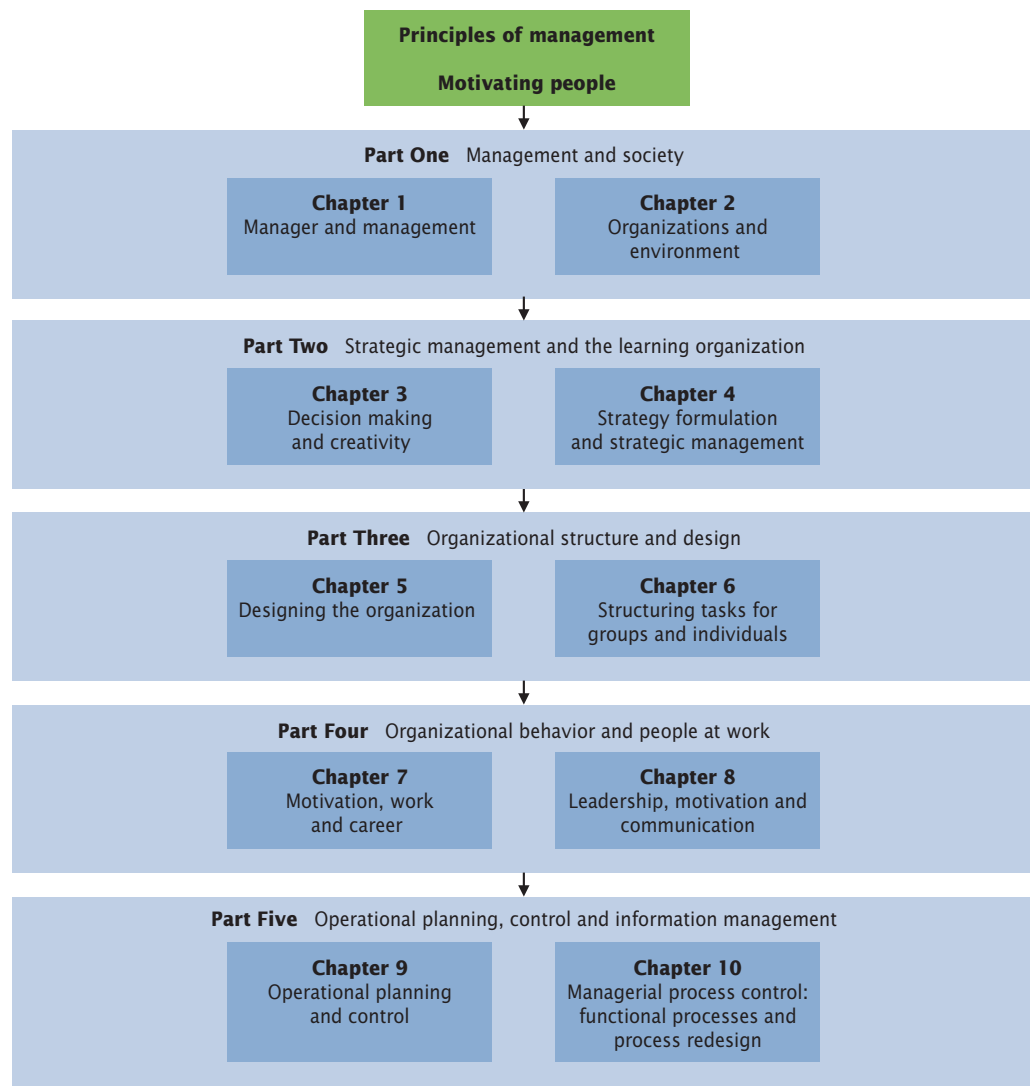 Principles of management
Motivating people
Part One Management and society
Chapter 1
Manager and management
Chapter 2
Organizations and
environment
Part Two Strategic management and the learning organization
Chapter 3
Decision making
and creativity
Chapter 4
Strategy formulation
and strategic management
Part Three Organizational structure and design
Chapter 5
Designing the organization
Chapter 6
Structuring tasks for
groups and individuals
Part Four Organizational behavior and people at work
Chapter 7
Motivation, work
and career
Chapter 8
Leadership, motivation and
communication
Part Five Operational planning, control and information management
Chapter 9
Operational planning
and control
Chapter 10
Managerial process control:
functional processes and
process redesign